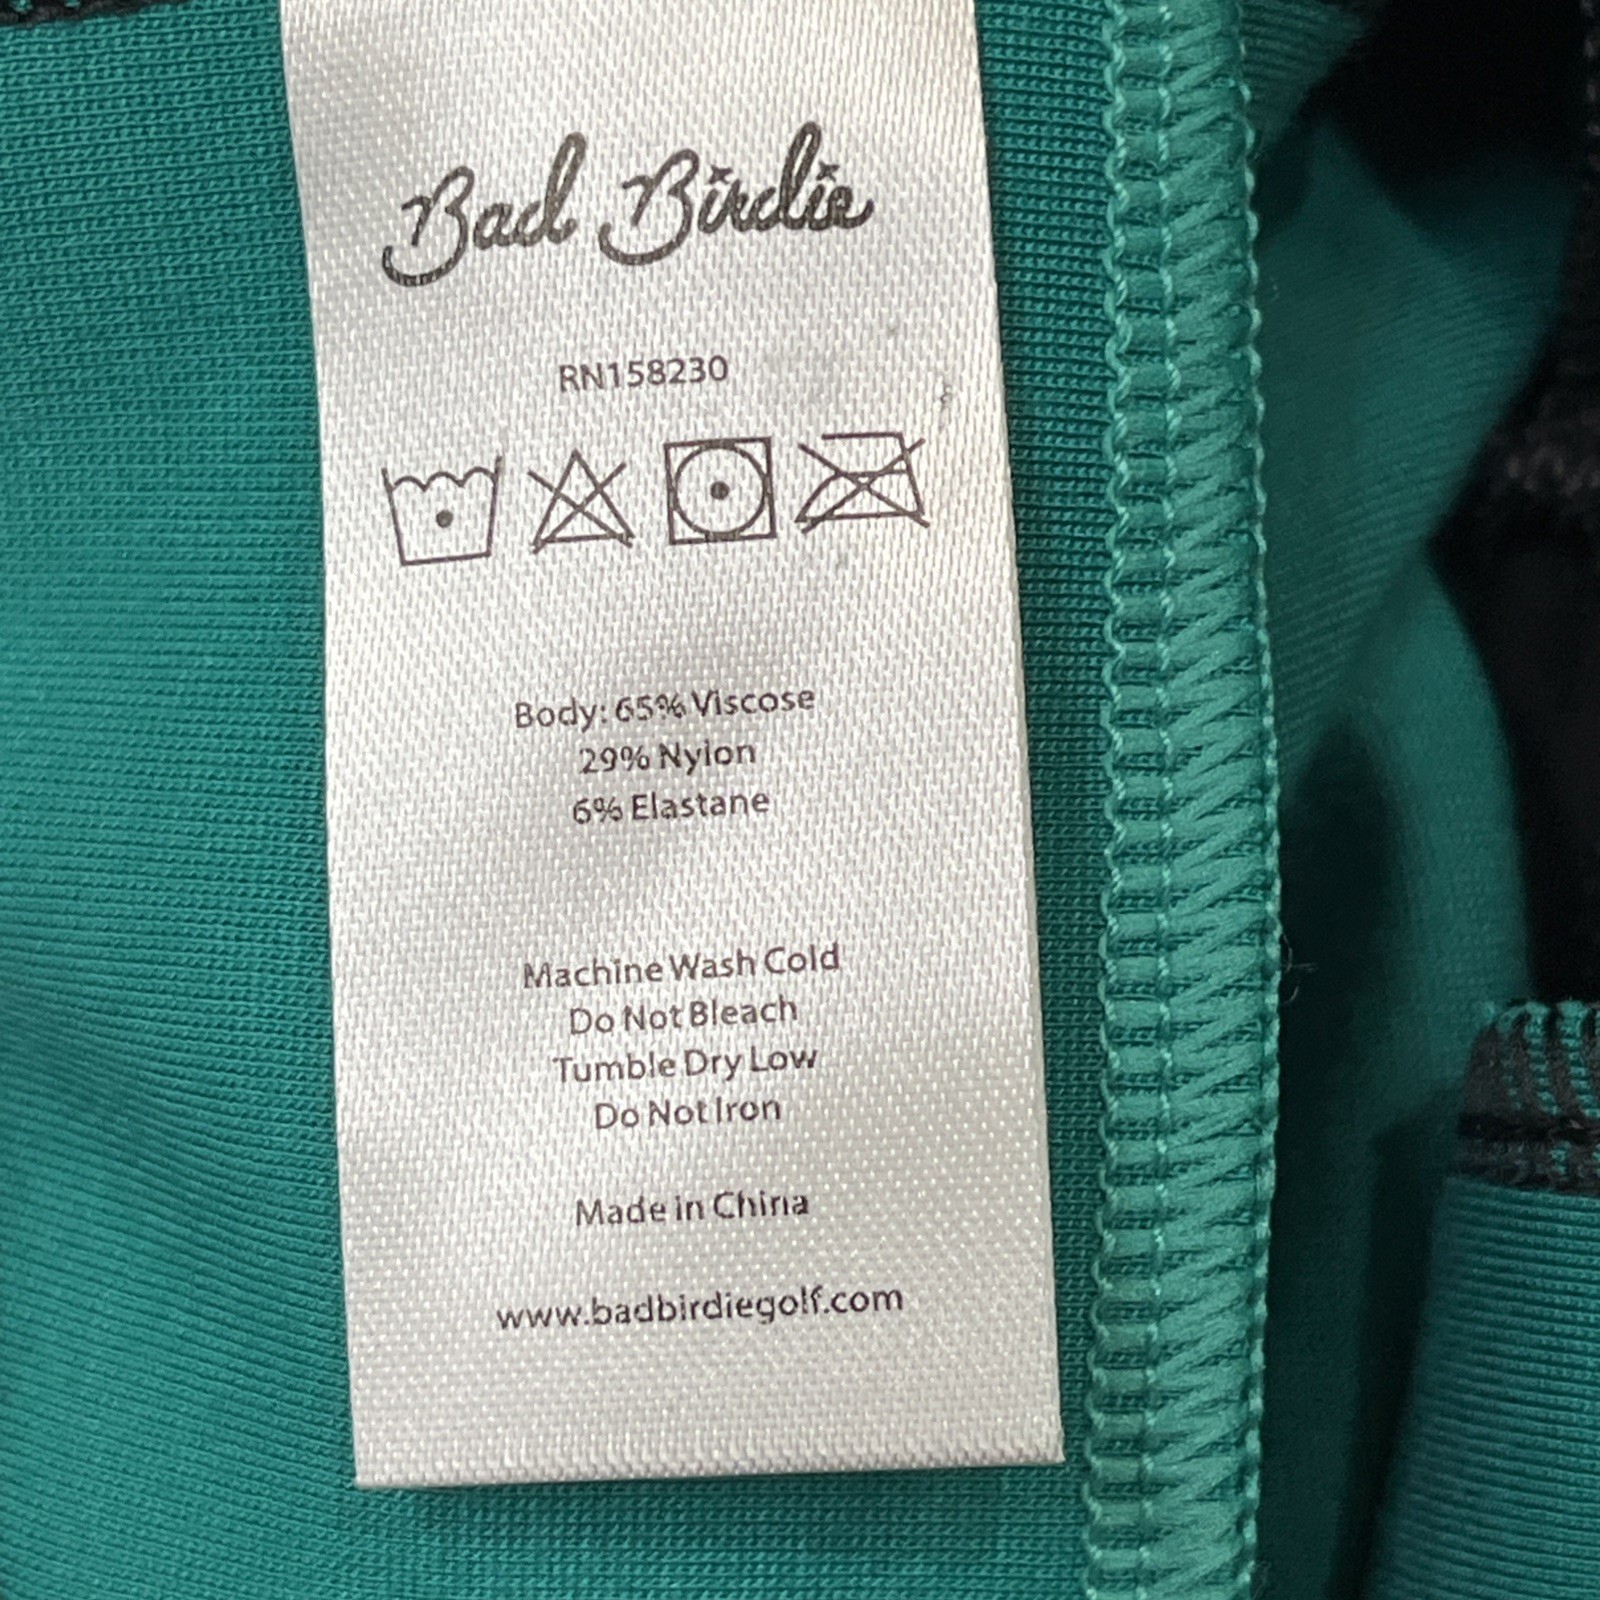 Bad Birdie
RN158230
Body: 65% Viscose
29% Nylon
6% Elastane
Machine Wash Cold
Do Not Bleach
Tumble Dry Low
Do Not Iron
Made in China
www.badbirdiegolf.com